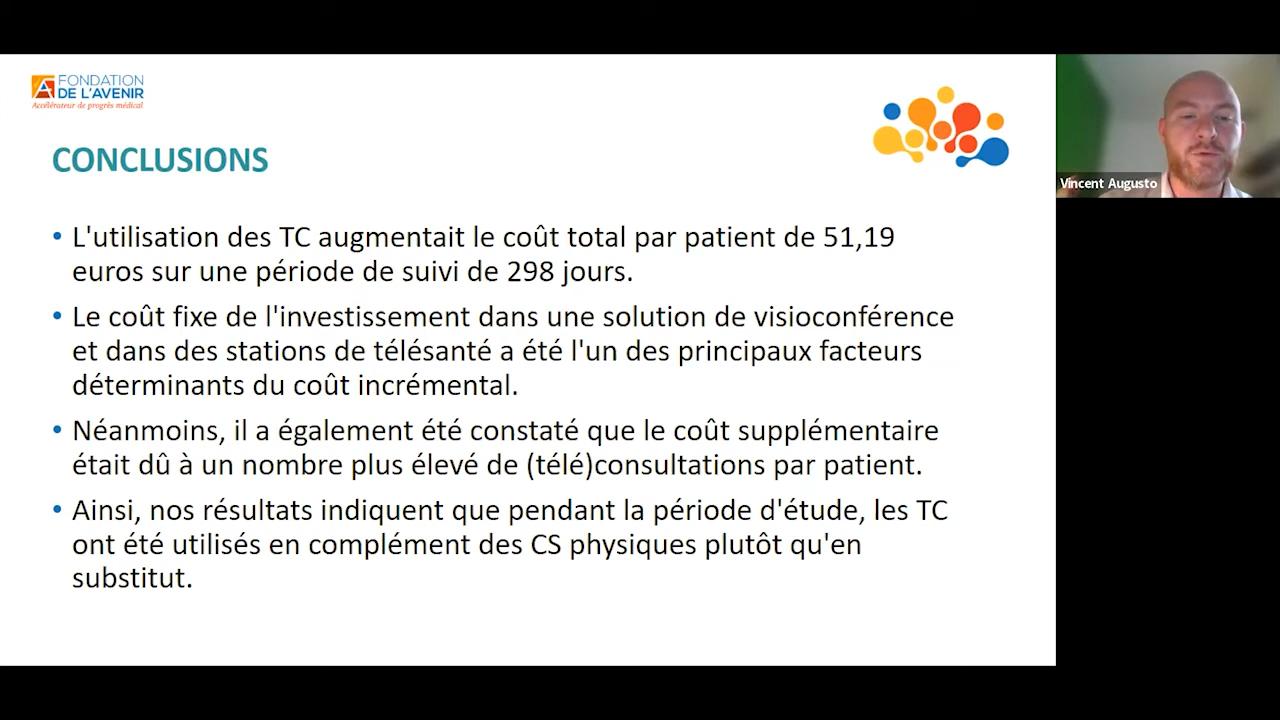 FONDATION
DE L'AVENIR
Accélérateur de progrès médical
CONCLUSIONS
• L'utilisation des TC augmentait le coût total par patient de 51,19
euros sur une période de suivi de 298 jours.
• Le coût fixe de l'investissement dans une solution de visioconférence
et dans des stations de télésanté a été l'un des principaux facteurs
déterminants du coût incrémental.
• Néanmoins, il a également été constaté que le coût supplémentaire
était dû à un nombre plus élevé de (télé)consultations par patient.
• Ainsi, nos résultats indiquent que pendant la période d'étude, les TC
ont été utilisés en complément des CS physiques plutôt qu'en
substitut.
Vincent Augusto